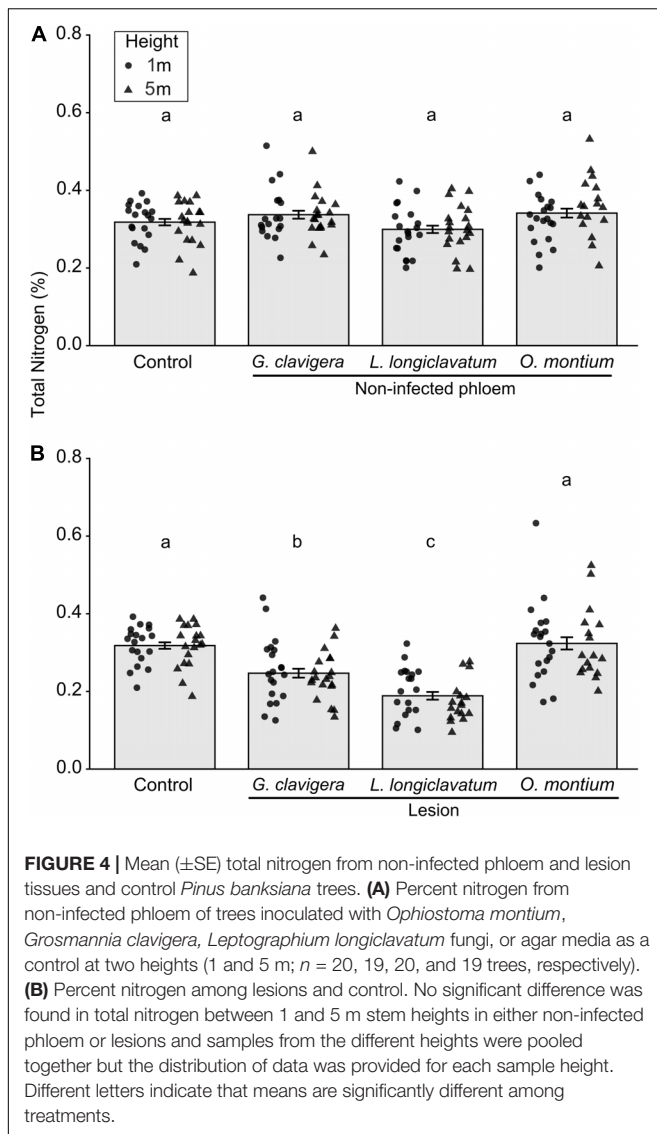 A
0.8
Height
1m
5m
0.6
a a a a
0.4
0.2
0.0
Total Nitrogen (%)
Control G. clavigera L. longiclavatum O. montium
Non-infected phloem
B
0.8
a
0.6
a b c
0.4
0.2
0.0
Control G. clavigera L. longiclavatum O. montium
Lesion
FIGURE 4 | Mean (±SE) total nitrogen from non-infected phloem and lesion
tissues and control Pinus banksiana trees. (A) Percent nitrogen from
non-infected phloem of trees inoculated with Ophiostoma montium,
Grosmannia clavigera, Leptographium longiclavatum fungi, or agar media as a
control at two heights (1 and 5 m; n = 20, 19, 20, and 19 trees, respectively).
(B) Percent nitrogen among lesions and control. No significant difference was
found in total nitrogen between 1 and 5 m stem heights in either non-infected
phloem or lesions and samples from the different heights were pooled
together but the distribution of data was provided for each sample height.
Different letters indicate that means are significantly different among
treatments.